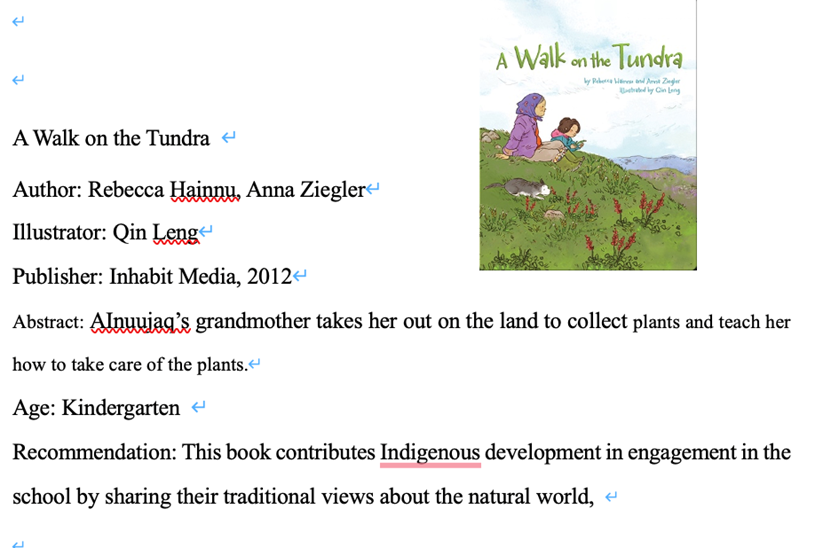 A Walk on the Tundra
by Rebecca Hainnu and Anna Ziegler
Illustrated by Qin Leng
A Walk on the Tundra
Author: Rebecca Hainnu, Anna Ziegler
Illustrator: Qin Leng
Publisher: Inhabit Media, 2012
Abstract: AInuujaq’s grandmother takes her out on the land to collect plants and teach her
how to take care of the plants.
Age: Kindergarten
Recommendation: This book contributes Indigenous development in engagement in the
school by sharing their traditional views about the natural world,